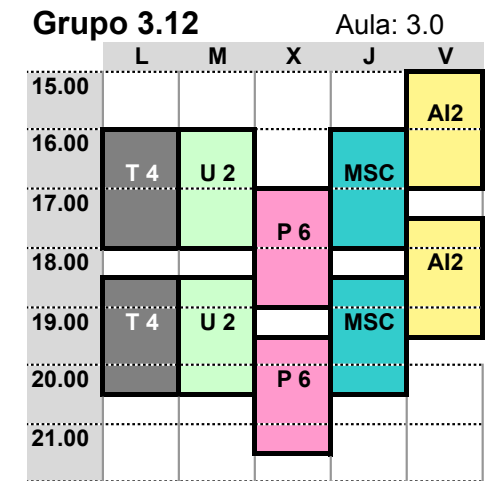 Grupo 3.12 Aula: 3.0
L M X J V
15.00
AI2
16.00
T 4 U 2 MSC
17.00
P 6
18.00 AI2
19.00 T 4 U 2 MSC
20.00 P 6
21.00